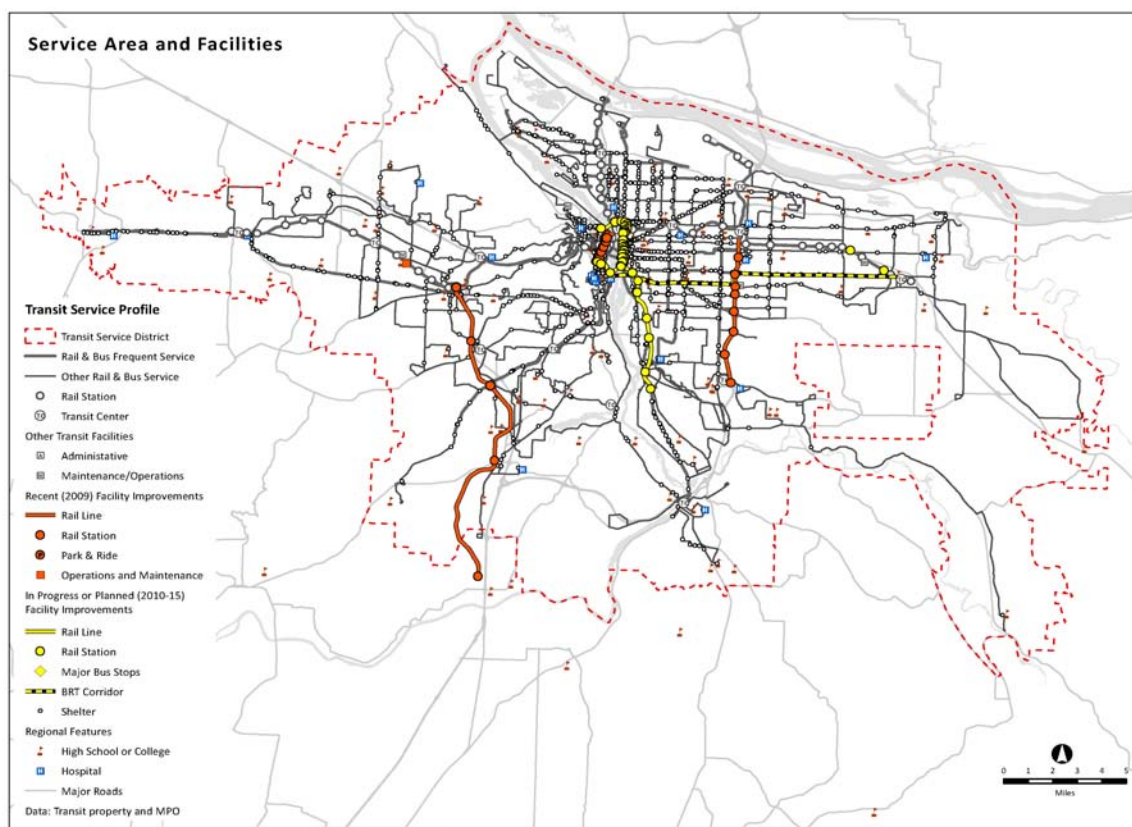 Service Area and Facilities
Transit Service Profile
Transit Service District
Rail & Bus Frequent Service
Other Rail & Bus Service
Rail Station
TC Transit Center
Other Transit Facilities
A Administative
M Maintenance/Operations
Recent (2009) Facility Improvements
Rail Line
Rail Station
P Park & Ride
Operations and Maintenance
In Progress or Planned (2010-15)
Facility Improvements
Rail Line
Rail Station
Major Bus Stops
BRT Corridor
Shelter
Regional Features
High School or College
H Hospital
Major Roads
Data: Transit property and MPO
0 1 2 3 4 5
Miles